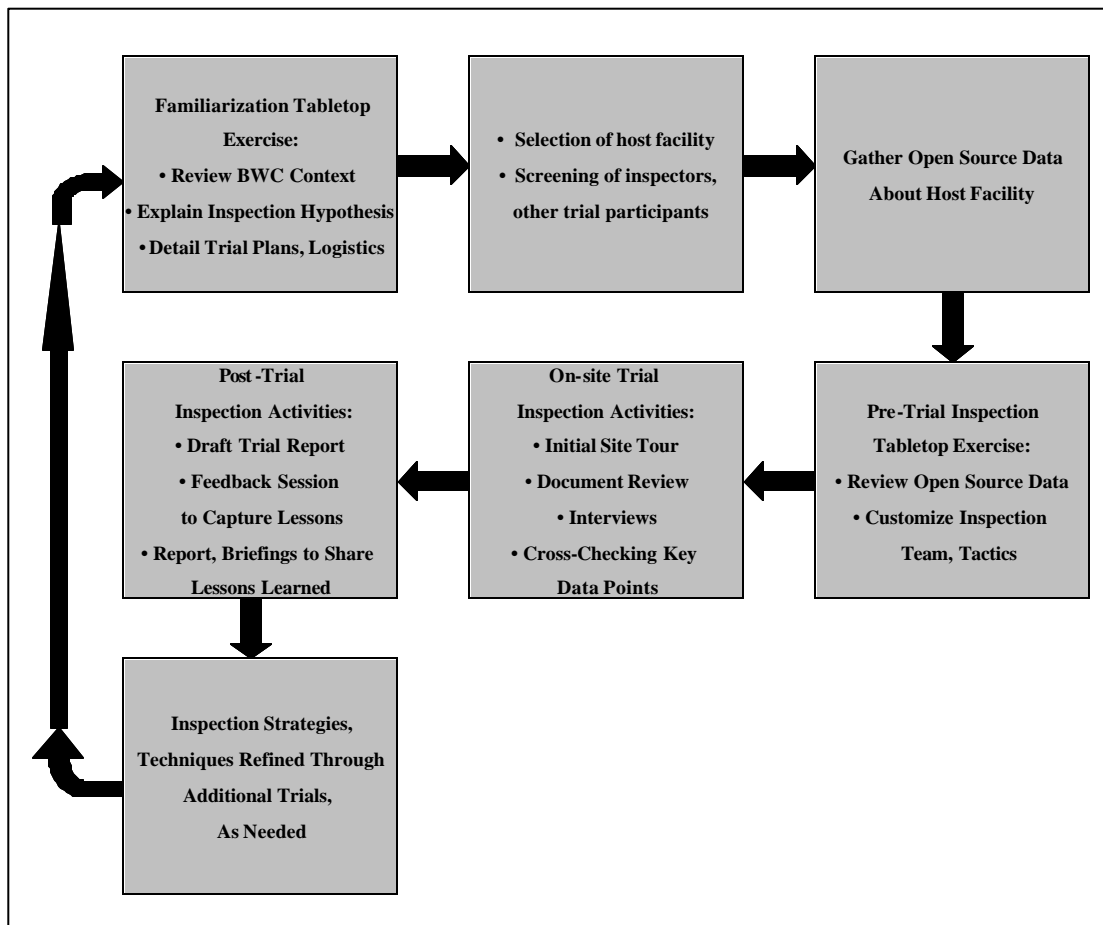 Familiarization Tabletop
Exercise:
• Review BWC Context
• Explain Inspection Hypothesis
• Detail Trial Plans, Logistics
• Selection of host facility
• Screening of inspectors,
other trial participants
Gather Open Source Data
About Host Facility
Pre-Trial Inspection
Tabletop Exercise:
• Review Open Source Data
• Customize Inspection
Team, Tactics
On-site Trial
Inspection Activities:
• Initial Site Tour
• Document Review
• Interviews
• Cross-Checking Key
Data Points
Post-Trial
Inspection Activities:
• Draft Trial Report
• Feedback Session
to Capture Lessons
• Report, Briefings to Share
Lessons Learned
Inspection Strategies,
Techniques Refined Through
Additional Trials,
As Needed